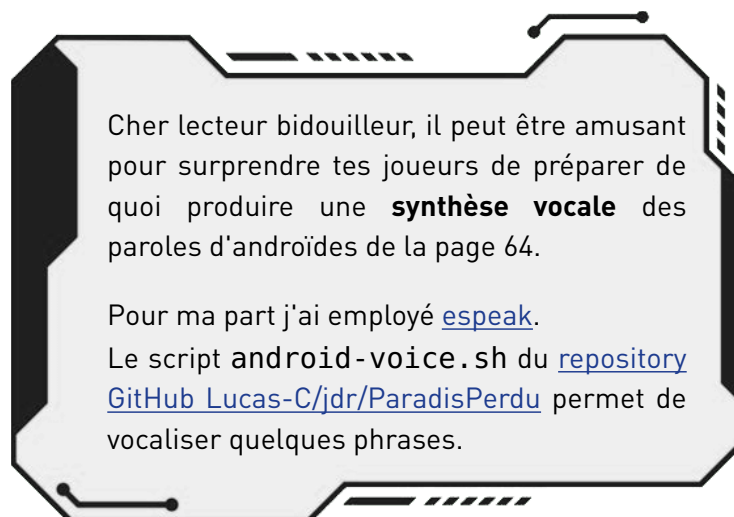 Cher lecteur bidouilleur, il peut être amusant
pour surprendre tes joueurs de préparer de
quoi produire une synthèse vocale des
paroles d'androïdes de la page 64.
Pour ma part j'ai employé espeak.
Le script android-voice.sh du repository
GitHub Lucas-C/jdr/ParadisPerdu permet de
vocaliser quelques phrases.